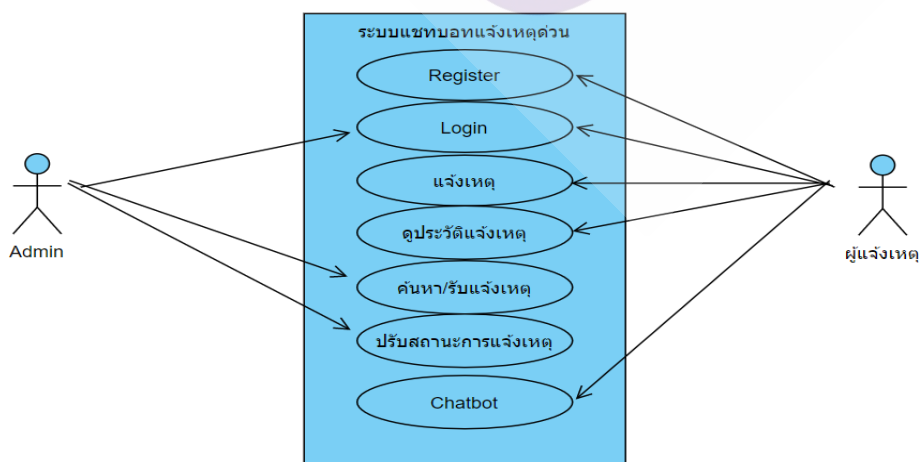 ระบบแชทบอทแจ้งเหตุด่วน
Register
Login
แจ้งเหตุ
ดูประวัติแจ้งเหตุ
ค้นหา/รับแจ้งเหตุ
ปรับสถานะการแจ้งเหตุ
Chatbot
Admin
ผู้แจ้งเหตุ